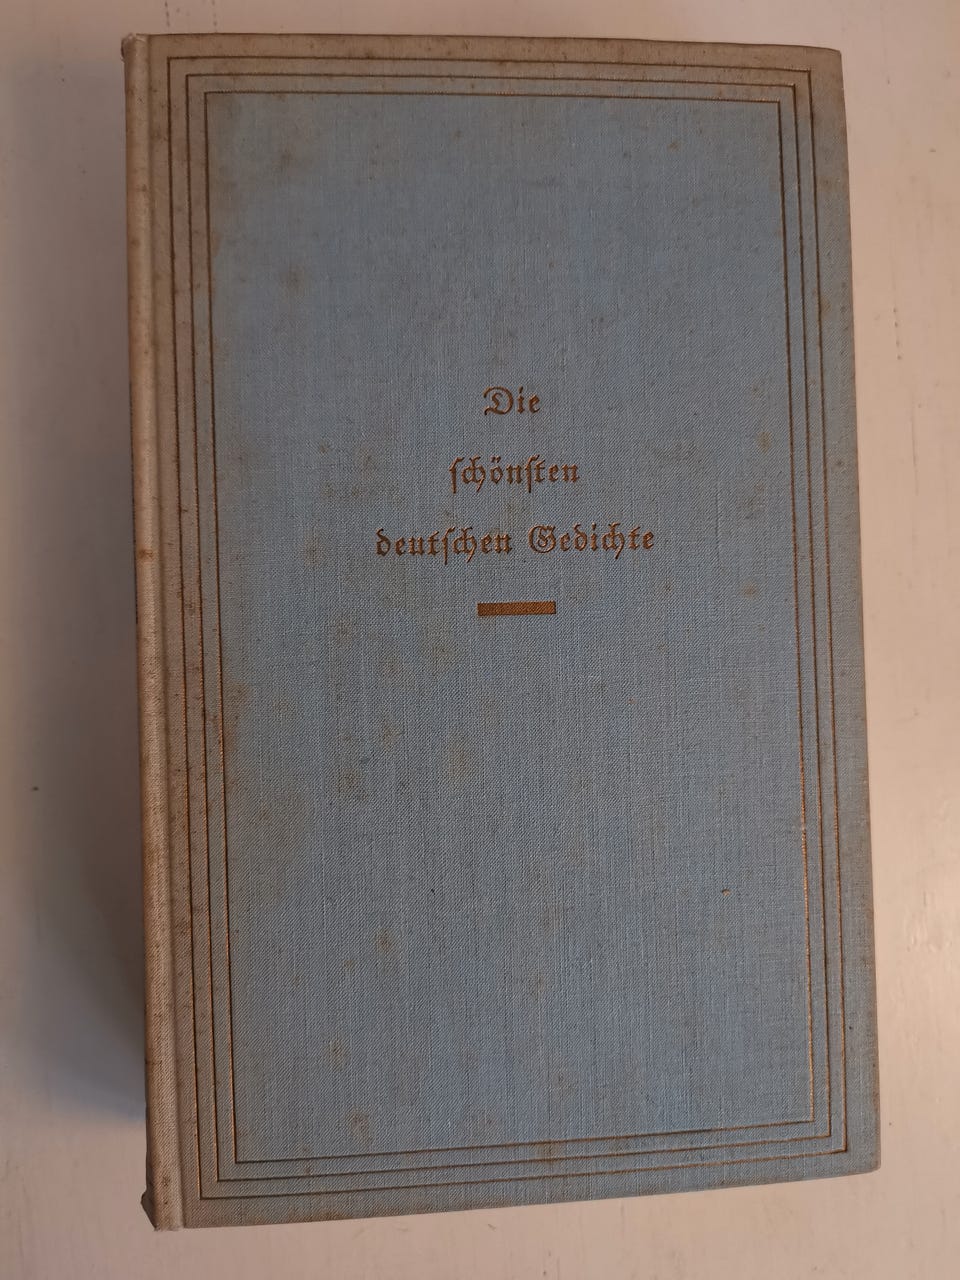 Die
schönsten
deutschen Gedichte